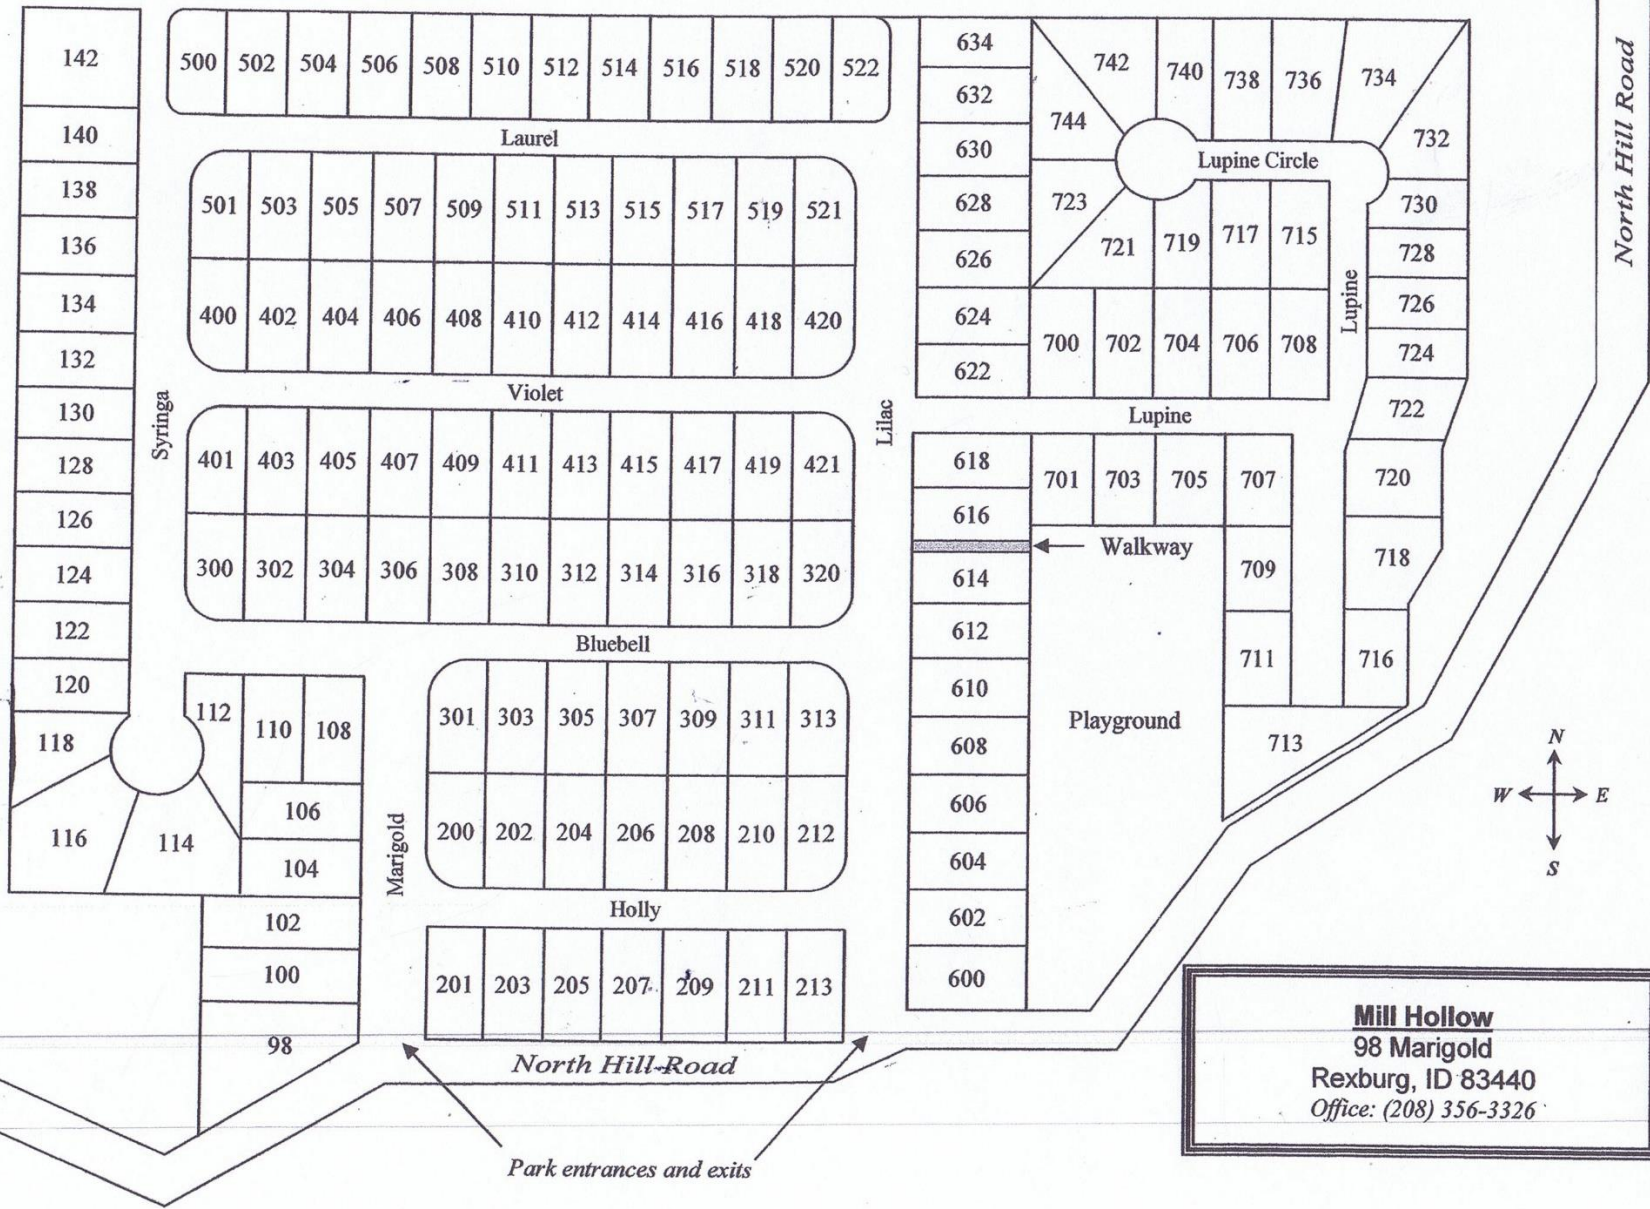 142
500 502 504 506 508 510 512 514 516 518 520 522
634
742 740 738 736 734
North Hill Road
140
632
744
732
Laurel
630
Lupine Circle
138
501 503 505 507 509 511 513 515 517 519 521
628
723
730
136
626
721 719 717 715
728
134
400 402 404 406 408 410 412 414 416 418 420
624
Lupine
726
132
622
700 702 704 706 708
724
Violet
130
Syringa
Lilac
Lupine
722
128
401 403 405 407 409 411 413 415 417 419 421
618
701 703 705 707
720
126
616
Walkway
124
300 302 304 306 308 310 312 314 316 318 320
614
709
718
122
Bluebell
612
711
716
120
610
118
112 110 108
301 303 305 307 309 311 313
608
Playground
713
106
606
116
114
104
Marigold
200 202 204 206 208 210 212
604
N
W E
S
102
Holly
602
100
201 203 205 207 209 211 213
600
98
North Hill Road
Park entrances and exits
Mill Hollow
98 Marigold
Rexburg, ID 83440
Office: (208) 356-3326